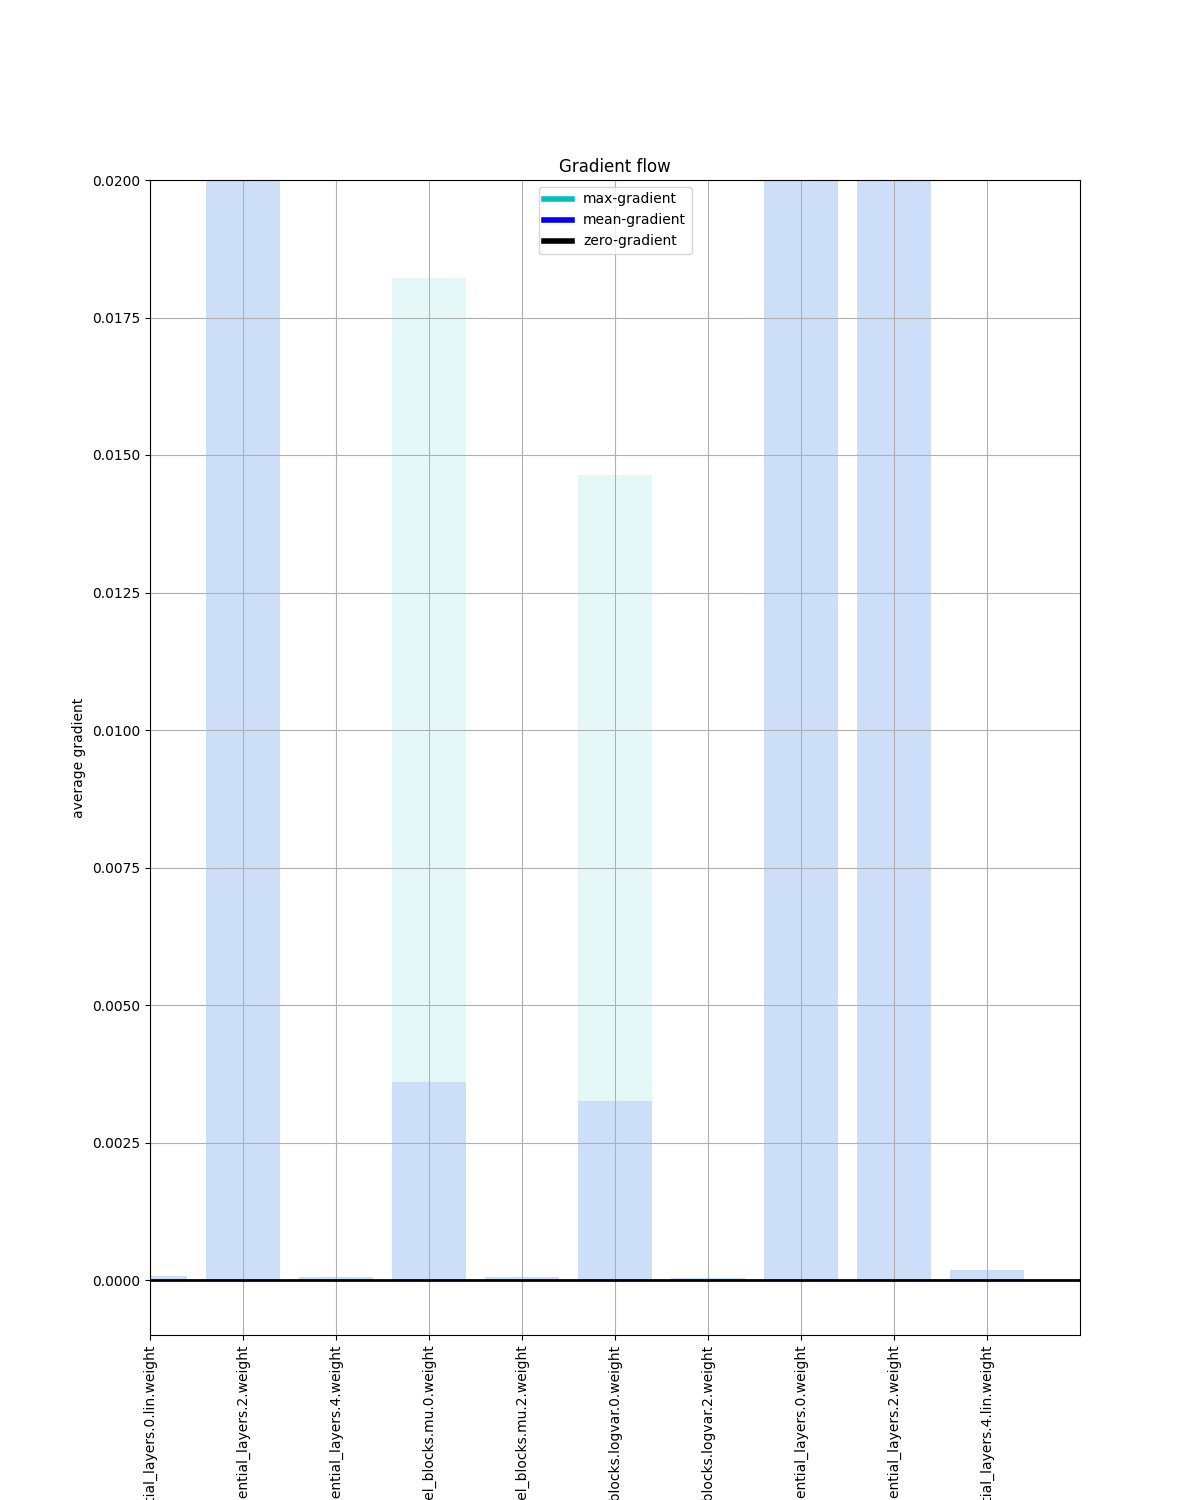 Gradient flow
max-gradient
mean-gradient
zero-gradient
0.0200
0.0175
0.0150
0.0125
0.0100
0.0075
0.0050
0.0025
0.0000
average gradient
tial_layers.0.lin.weight
ential_layers.2.weight
ential_layers.4.weight
el_blocks.mu.0.weight
el_blocks.mu.2.weight
blocks.logvar.0.weight
blocks.logvar.2.weight
ential_layers.0.weight
ential_layers.2.weight
tial_layers.4.lin.weight